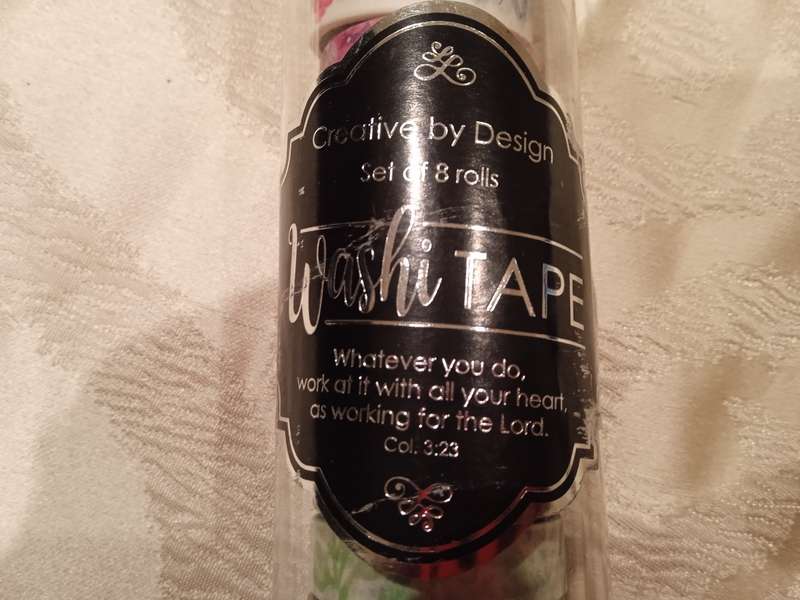 Creative by Design
Set of 8 rolls
Washi TAPE
Whatever you do,
work at it with all your heart,
as working for the Lord.
Col. 3:23